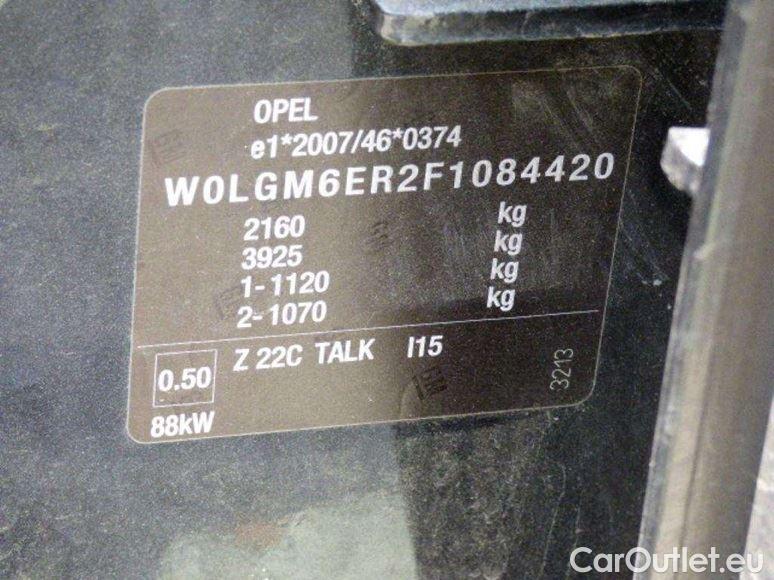 OPEL
e1*2007/46*0374
W0LGM6ER2F1084420
2160 kg
3925 kg
1-1120 kg
2-1070 kg
0.50 Z 22C TALK I15
3213
88kW
CarOutlet.eu